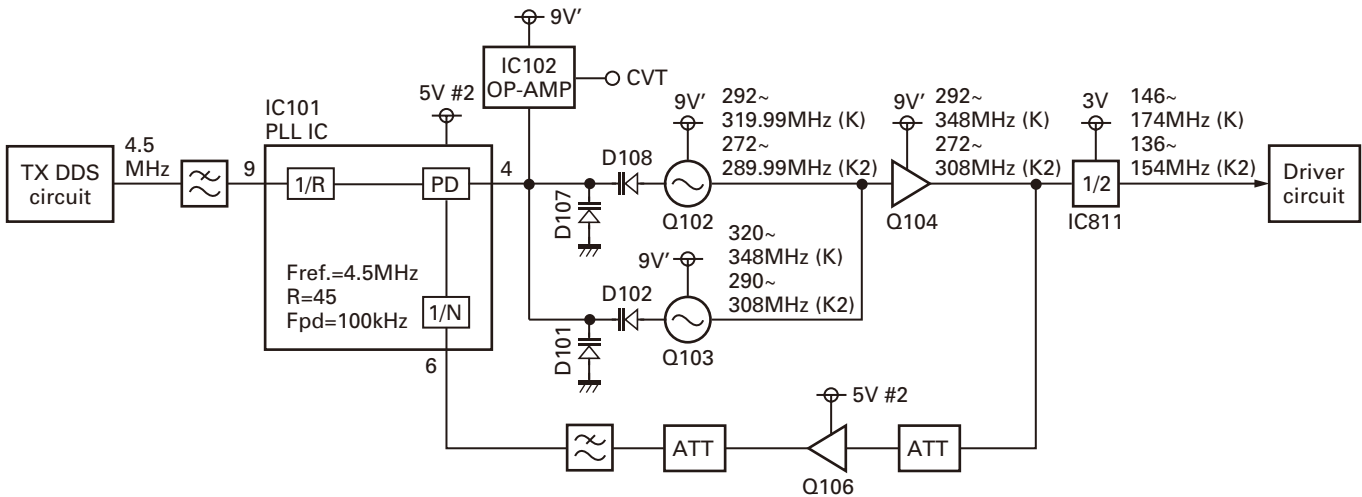 9V’
IC102
OP-AMP
CVT
5V #2
IC101
PLL IC
TX DDS
circuit
4.5
MHz
9
1/R
PD
4
1/N
Fref.=4.5MHz
R=45
Fpd=100kHz
6
D108
D107
9V’
292~
319.99MHz (K)
272~
289.99MHz (K2)
Q102
D102
D101
9V’
320~
348MHz (K)
290~
308MHz (K2)
Q103
9V’
292~
348MHz (K)
272~
308MHz (K2)
Q104
3V
146~
174MHz (K)
136~
154MHz (K2)
1/2
IC811
Driver
circuit
5V #2
ATT
Q106
ATT